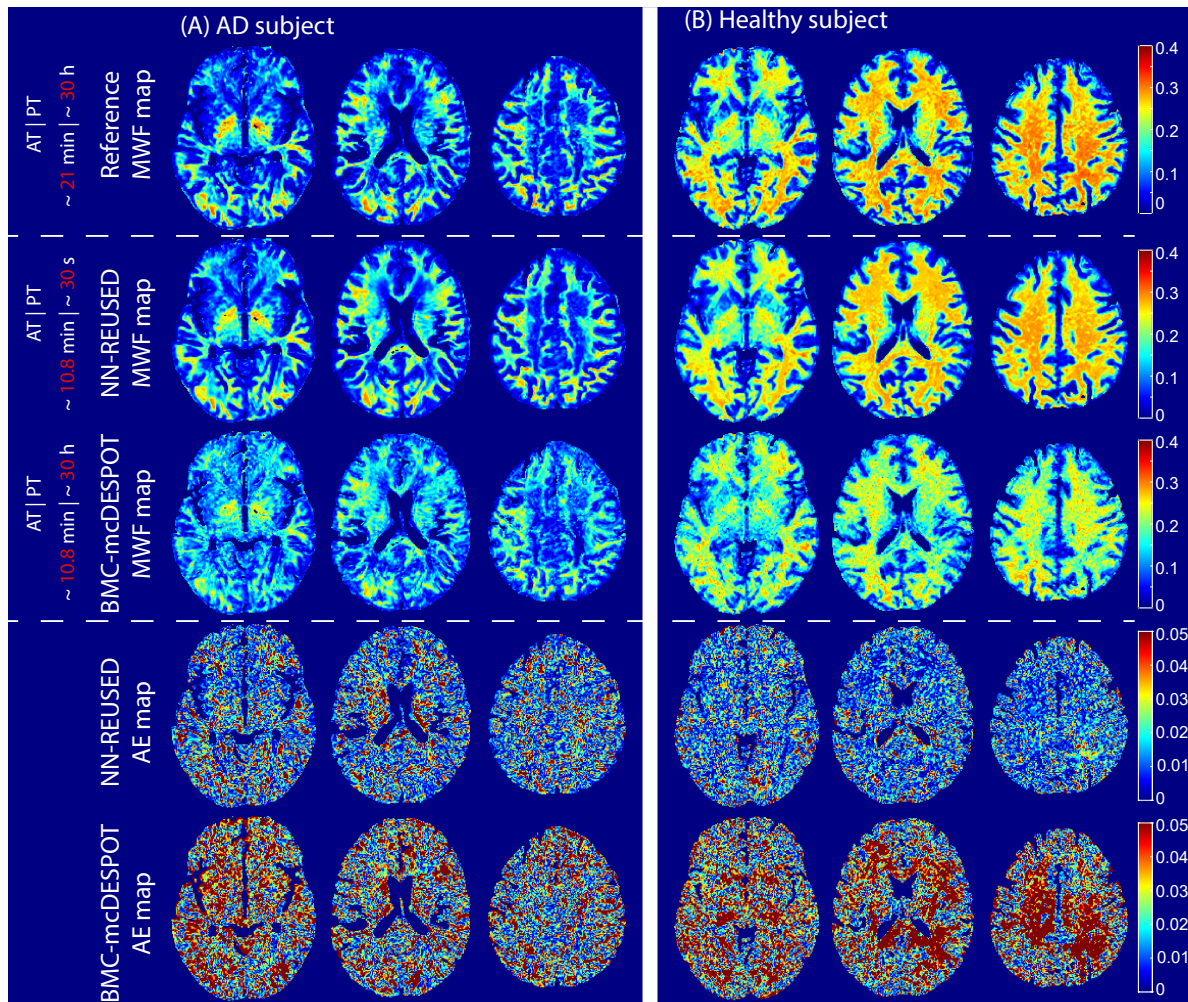 (A) AD subject
(B) Healthy subject
AT | PT
~ 21 min | ~ 30 h
Reference
MWF map
0.4
0.3
0.2
0.1
0
AT | PT
~ 10.8 min | ~ 30 s
NN-REUSED
MWF map
0.4
0.3
0.2
0.1
0
AT | PT
~ 10.8 min | ~ 30 h
BMC-mcDESPOT
MWF map
0.4
0.3
0.2
0.1
0
NN-REUSED
AE map
0.05
0.04
0.03
0.02
0.01
0
BMC-mcDESPOT
AE map
0.05
0.04
0.03
0.02
0.01
0